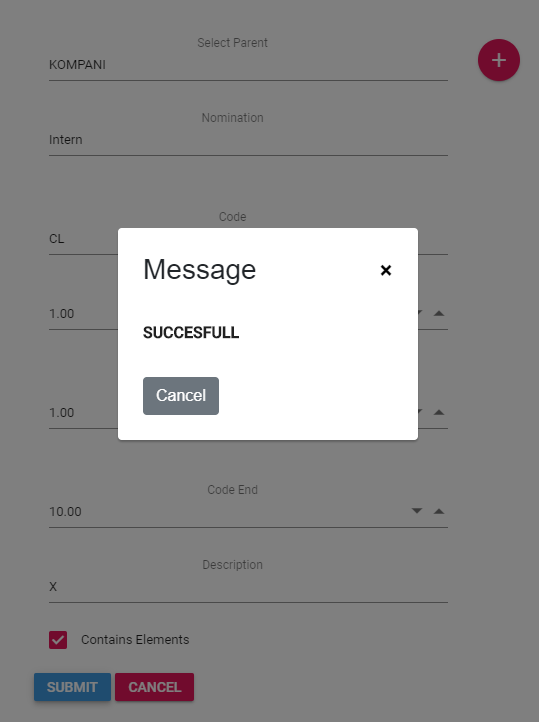 Select Parent
KOMPANI
Nomination
Intern
Code
CL
Message
SUCCESFULL
Cancel
1.00
1.00
Code End
10.00
Description
X
Contains Elements
SUBMIT CANCEL